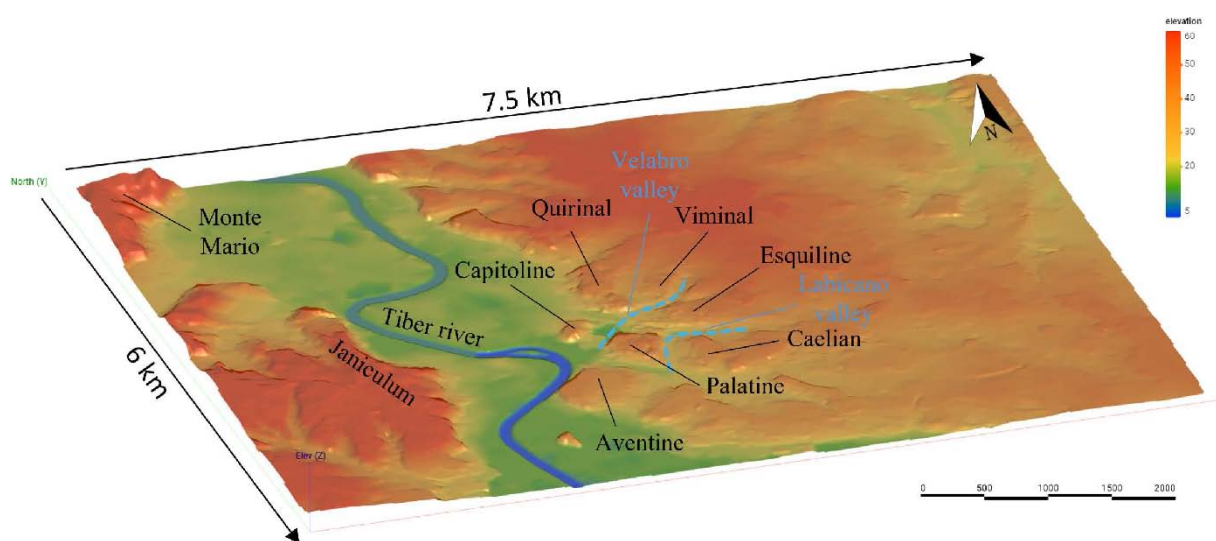 elevation
60
50
40
30
20
5
7.5 km
N
North (Y)
Velabro
valley
Monte
Mario
Quirinal
Viminal
Capitoline
Esquiline
Labicano
valley
Tiber river
Caelian
Janiculum
6 km
Palatine
Aventine
Elev (Z)
0
500
1000
1500
2000